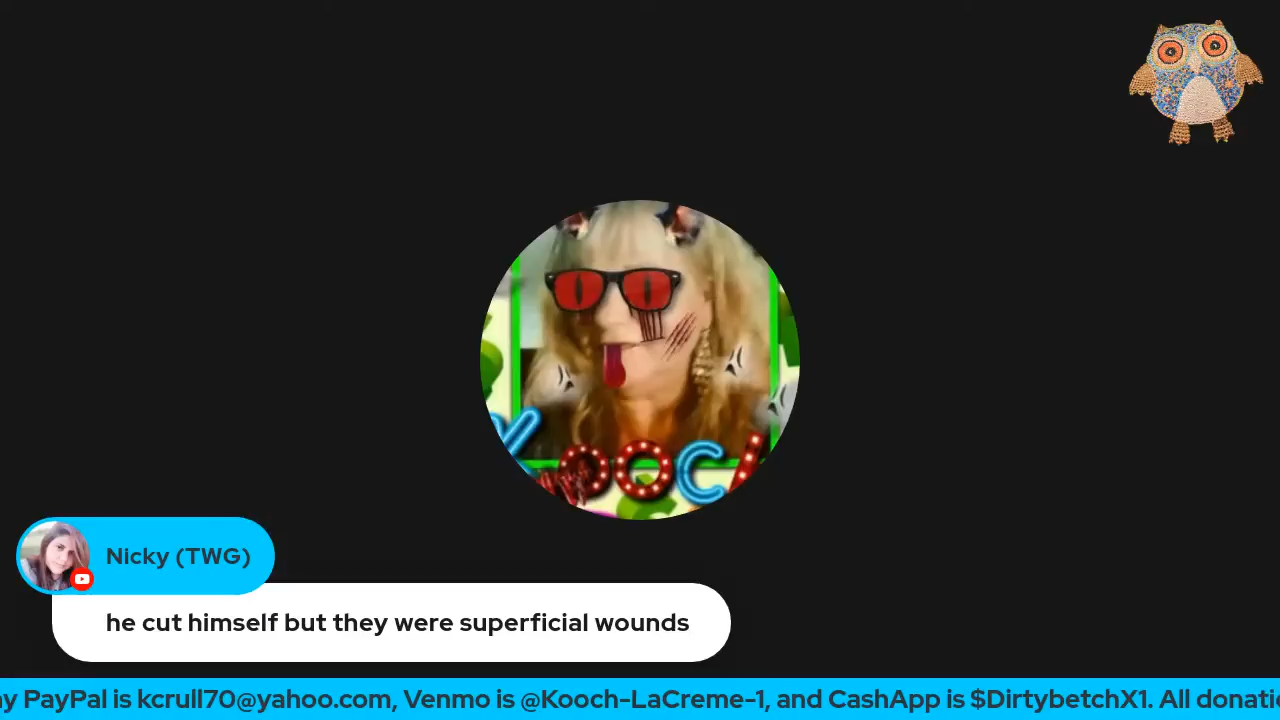 KOOCH
Nicky (TWG)
he cut himself but they were superficial wounds
y PayPal is kcrull70@yahoo.com, Venmo is @Kooch-LaCreme-1, and CashApp is $DirtybetchX1. All donati